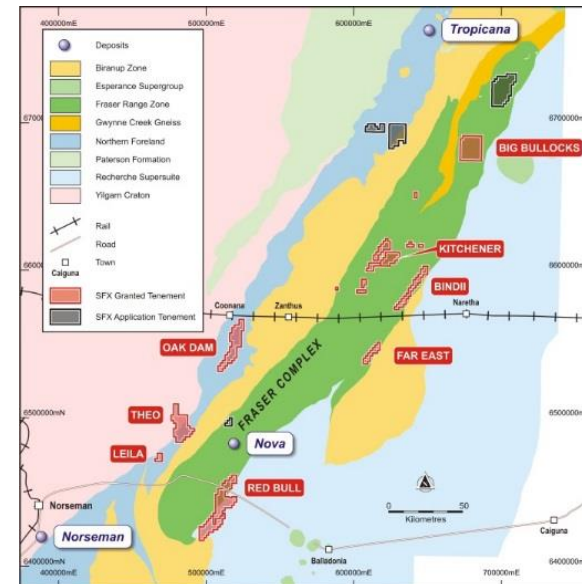 400000mE
500000mE
600000mE
Deposits
Biranup Zone
Esperance Supergroup
Fraser Range Zone
Gwynne Creek Gneiss
Northern Foreland
Paterson Formation
Recherche Supersuite
Yilgarn Craton
Rail
Road
Town
Caiguna
SFX Granted Tenement
SFX Application Tenement
Tropicana
6700000m
6700000mN
BIG BULLOCKS
KITCHENER
6600000m
6600000mN
BINDII
Naretha
Coonana
Zanthus
OAK DAM
FAR EAST
FRASER COMPLEX
THEO
6500000mN
6500000mN
Nova
LEILA
RED BULL
Norseman
50
Kilometres
Caiguna
Norseman
Balladonia
400000mE
500000mE
600000mE
700000mE